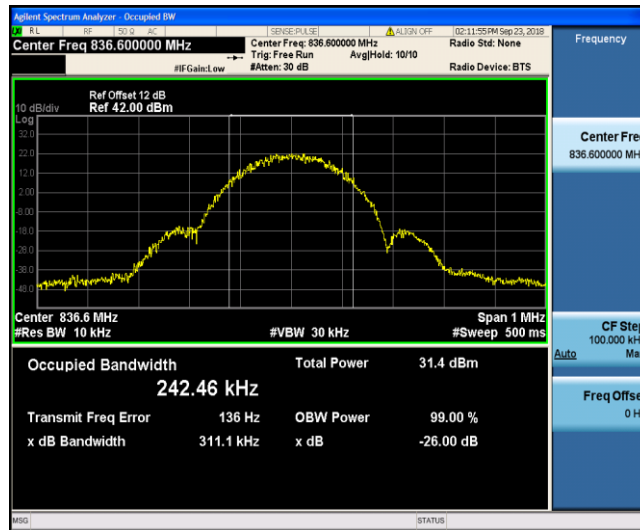 Agilent Spectrum Analyzer - Occupied BW
RL RF 50 Ω AC SENSE:PULSE ALIGN OFF 02:11:55 PM Sep 23, 2018
Center Freq 836.600000 MHz Center Freq: 836.600000 MHz Radio Std: None
Trig: Free Run Avg|Hold: 10/10
#IFGain:Low #Atten: 30 dB Radio Device: BTS
Ref Offset 12 dB
10 dB/div Ref 42.00 dBm
Log
32.0
22.0
12.0
2.00
-8.00
-18.0
-28.0
-38.0
-48.0
Center 836.6 MHz Span 1 MHz
#Res BW 10 kHz #VBW 30 kHz #Sweep 500 ms
Occupied Bandwidth Total Power 31.4 dBm
242.46 kHz
Transmit Freq Error 136 Hz OBW Power 99.00 %
x dB Bandwidth 311.1 kHz x dB -26.00 dB
MSG STATUS
Frequency
Center Fre
836.600000 MH
CF Step
100.000 kH
Auto Ma
Freq Offse
0 H